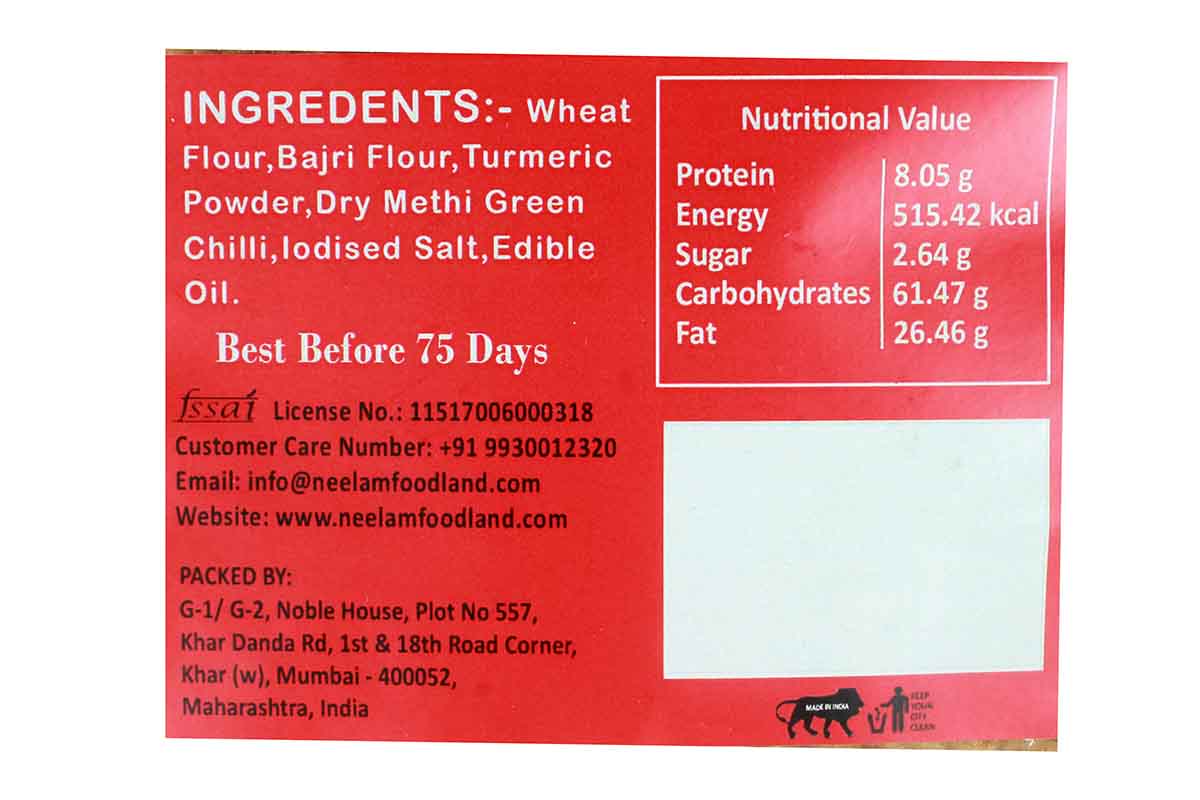 INGREDENTS:- Wheat
Flour,Bajri Flour,Turmeric
Powder,Dry Methi Green
Chilli,Iodised Salt,Edible
Oil.
Best Before 75 Days
fssai License No.: 11517006000318
Customer Care Number: +91 9930012320
Email: info@neelamfoodland.com
Website: www.neelamfoodland.com
PACKED BY:
G-1/ G-2, Noble House, Plot No 557,
Khar Danda Rd, 1st & 18th Road Corner,
Khar (w), Mumbai - 400052,
Maharashtra, India
Nutritional Value
Protein 8.05 g
Energy 515.42 kcal
Sugar 2.64 g
Carbohydrates 61.47 g
Fat 26.46 g
MADE IN INDIA
KEEP
YOUR
CITY
CLEAN